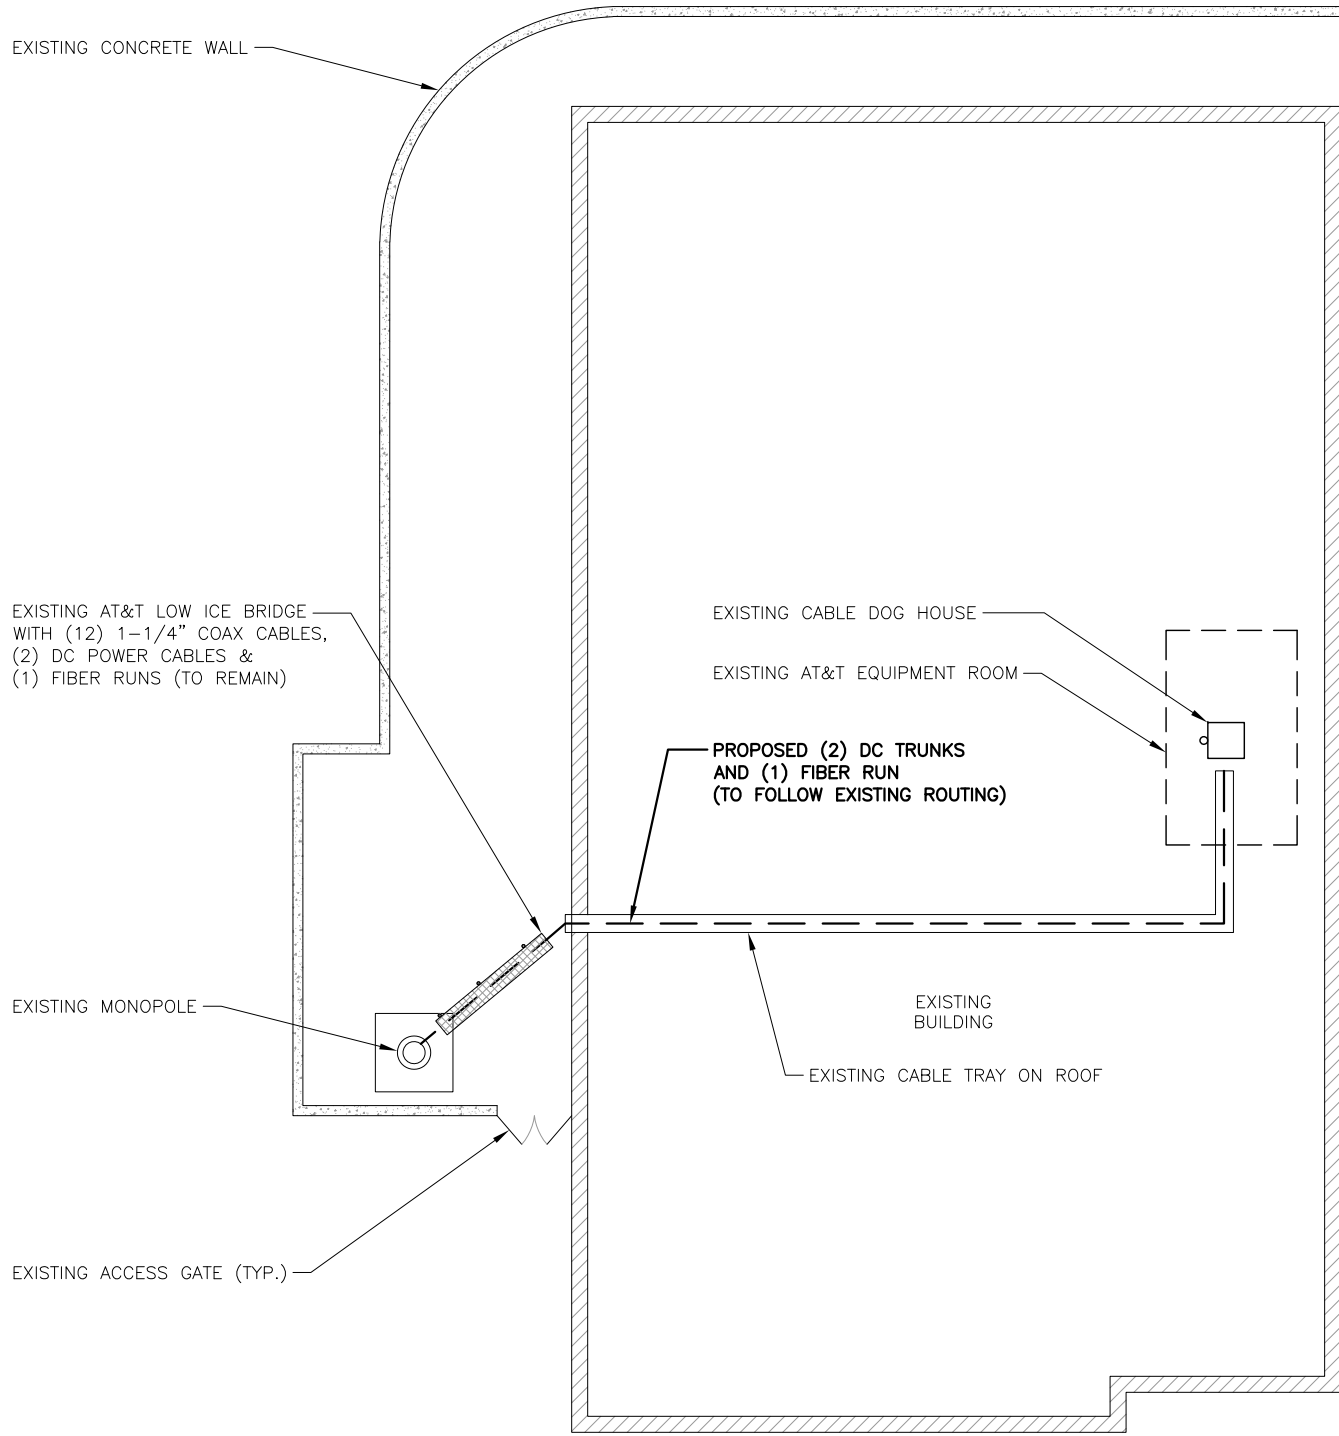 EXISTING CONCRETE WALL
EXISTING AT&T LOW ICE BRIDGE
WITH (12) 1-1/4" COAX CABLES,
(2) DC POWER CABLES &
(1) FIBER RUNS (TO REMAIN)
EXISTING CABLE DOG HOUSE
EXISTING AT&T EQUIPMENT ROOM
PROPOSED (2) DC TRUNKS
AND (1) FIBER RUN
(TO FOLLOW EXISTING ROUTING)
EXISTING MONOPOLE
EXISTING
BUILDING
EXISTING CABLE TRAY ON ROOF
EXISTING ACCESS GATE (TYP.)